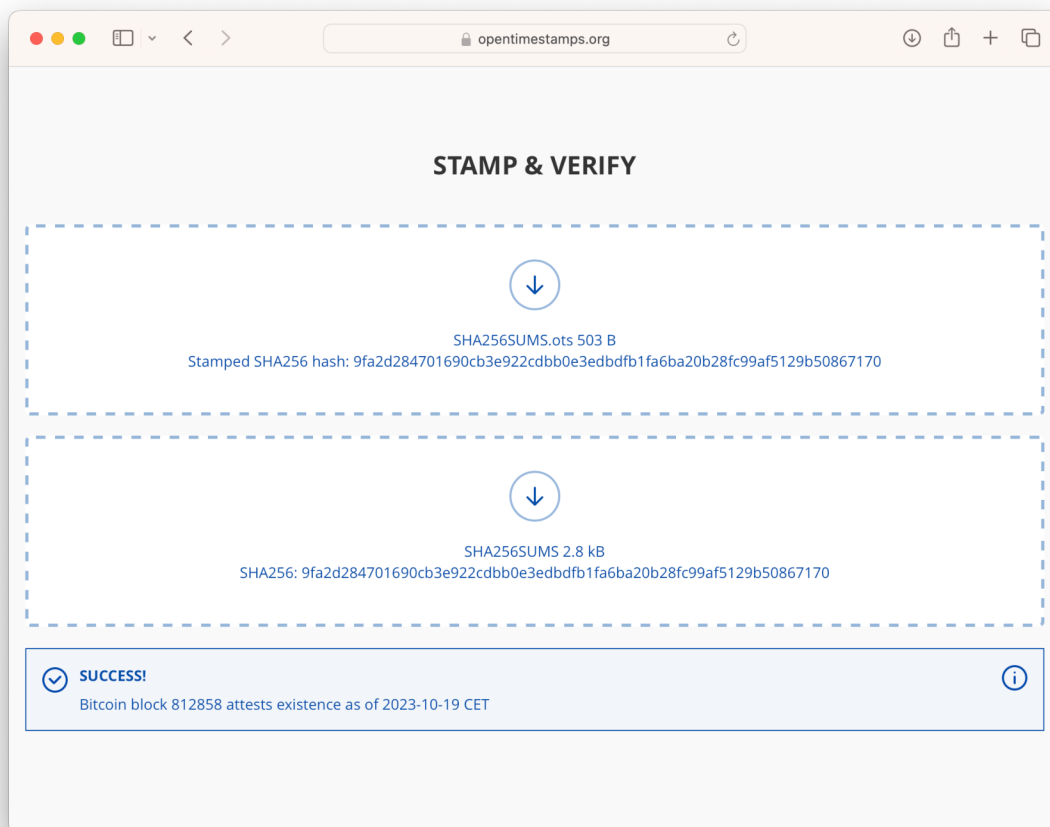 opentimestamps.org
STAMP & VERIFY
SHA256SUMS.ots 503 B
Stamped SHA256 hash: 9fa2d284701690cb3e922cdbb0e3edbdfb1fa6ba20b28fc99af5129b50867170
SHA256SUMS 2.8 kB
SHA256: 9fa2d284701690cb3e922cdbb0e3edbdfb1fa6ba20b28fc99af5129b50867170
SUCCESS!
Bitcoin block 812858 attests existence as of 2023-10-19 CET